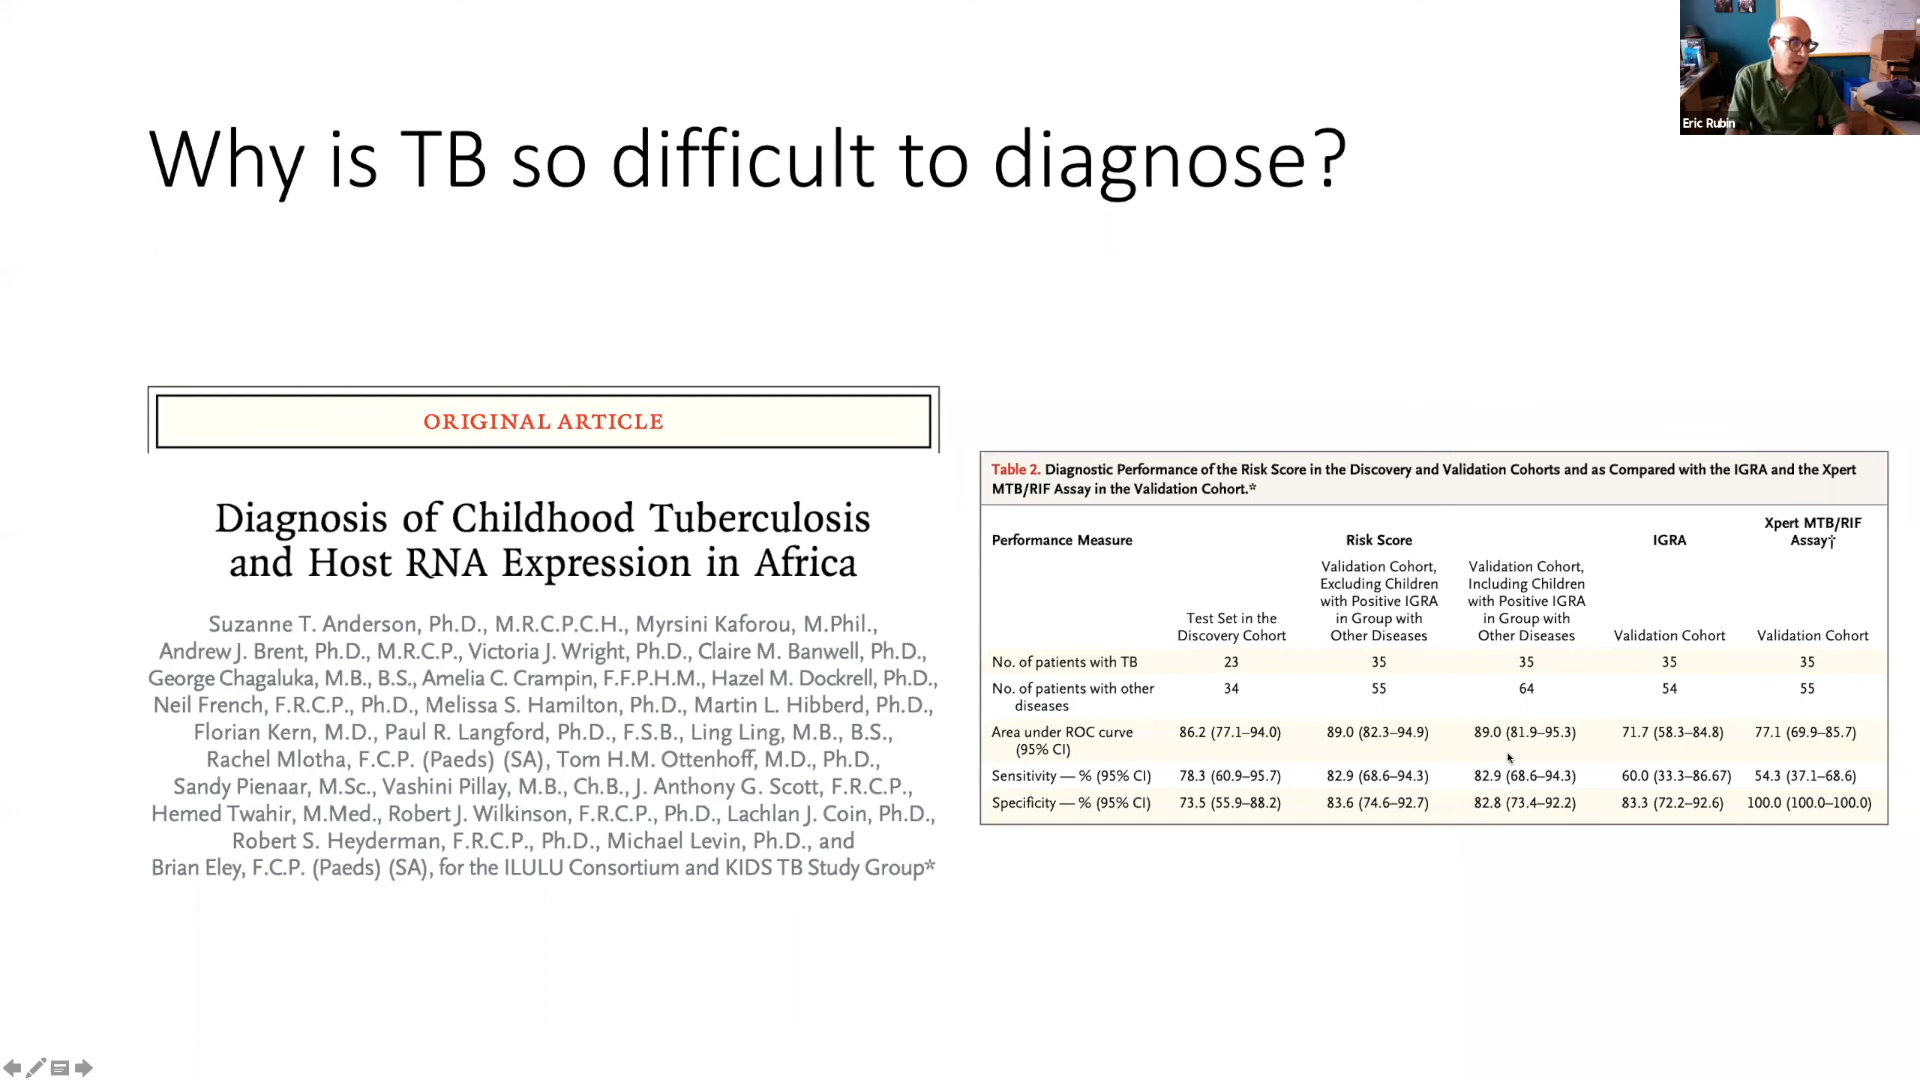 Eric Rubin
Why is TB so difficult to diagnose?
ORIGINAL ARTICLE
Diagnosis of Childhood Tuberculosis
and Host RNA Expression in Africa
Suzanne T. Anderson, Ph.D., M.R.C.P.C.H., Myrsini Kaforou, M.Phil.,
Andrew J. Brent, Ph.D., M.R.C.P., Victoria J. Wright, Ph.D., Claire M. Banwell, Ph.D.,
George Chagaluka, M.B., B.S., Amelia C. Crampin, F.F.P.H.M., Hazel M. Dockrell, Ph.D.,
Neil French, F.R.C.P., Ph.D., Melissa S. Hamilton, Ph.D., Martin L. Hibberd, Ph.D.,
Florian Kern, M.D., Paul R. Langford, Ph.D., F.S.B., Ling Ling, M.B., B.S.,
Rachel Mlotha, F.C.P. (Paeds) (SA), Tom H.M. Ottenhoff, M.D., Ph.D.,
Sandy Pienaar, M.Sc., Vashini Pillay, M.B., Ch.B., J. Anthony G. Scott, F.R.C.P.,
Hemed Twahir, M.Med., Robert J. Wilkinson, F.R.C.P., Ph.D., Lachlan J. Coin, Ph.D.,
Robert S. Heyderman, F.R.C.P., Ph.D., Michael Levin, Ph.D., and
Brian Eley, F.C.P. (Paeds) (SA), for the ILULU Consortium and KIDS TB Study Group*
Table 2. Diagnostic Performance of the Risk Score in the Discovery and Validation Cohorts and as Compared with the IGRA and the Xpert
MTB/RIF Assay in the Validation Cohort.*
Performance Measure Risk Score IGRA Xpert MTB/RIF
Assay†
Test Set in the
Discovery Cohort
Validation Cohort,
Excluding Children
with Positive IGRA
in Group with
Other Diseases
Validation Cohort,
Including Children
with Positive IGRA
in Group with
Other Diseases
Validation Cohort
Validation Cohort
No. of patients with TB 23 35 35 35 35
No. of patients with other 34 55 64 54 55
diseases
Area under ROC curve 86.2 (77.1–94.0) 89.0 (82.3–94.9) 89.0 (81.9–95.3) 71.7 (58.3–84.8) 77.1 (69.9–85.7)
(95% CI)
Sensitivity — % (95% CI) 78.3 (60.9–95.7) 82.9 (68.6–94.3) 82.9 (68.6–94.3) 60.0 (33.3–86.67) 54.3 (37.1–68.6)
Specificity — % (95% CI) 73.5 (55.9–88.2) 83.6 (74.6–92.7) 82.8 (73.4–92.2) 83.3 (72.2–92.6) 100.0 (100.0–100.0)